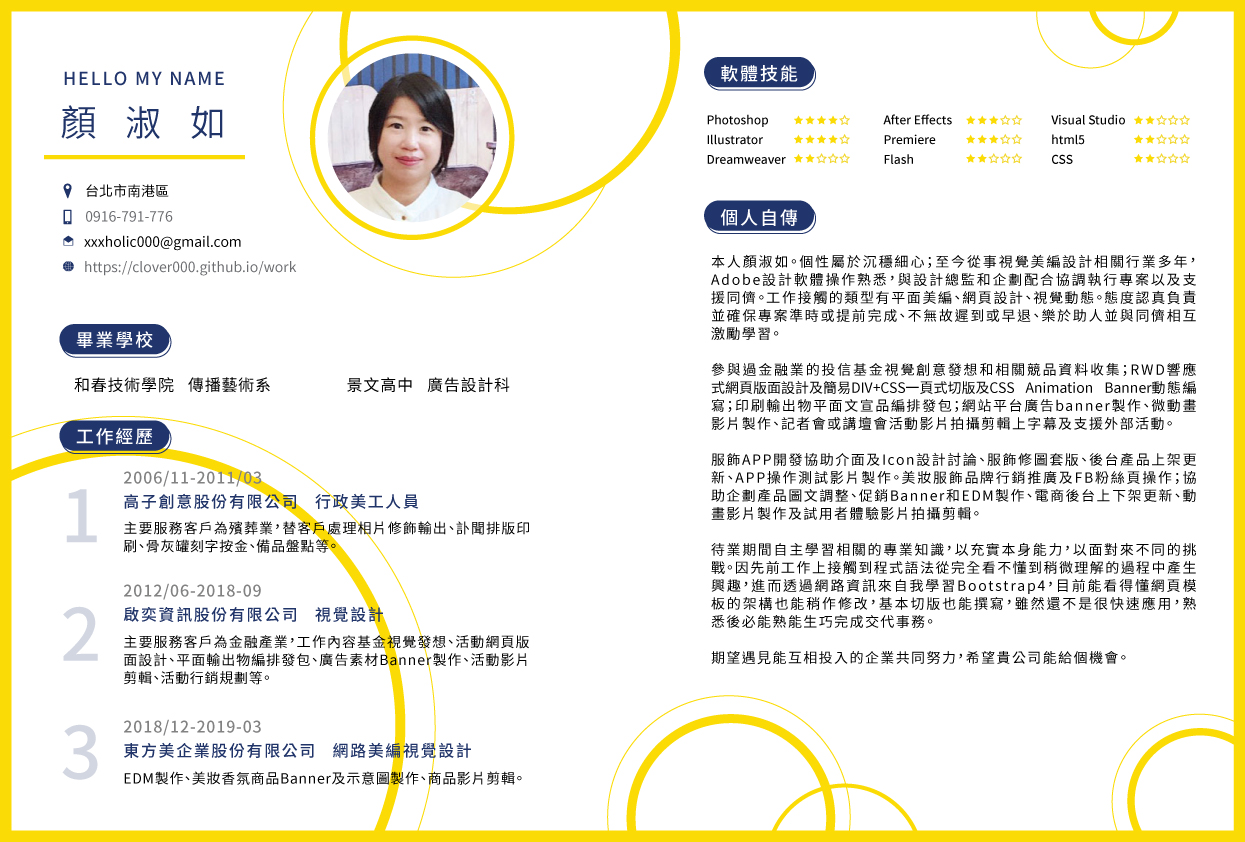 HELLO MY NAME
顏 淑 如
台北市南港區
0916-791-776
xxxholic000@gmail.com
https://clover000.github.io/work
畢業學校
和春技術學院 傳播藝術系 景文高中 廣告設計科
工作經歷
1
2006/11-2011/03
高子創意股份有限公司 行政美工人員
主要服務客戶為殯葬業，替客戶處理相片修飾輸出、訃聞排版印
刷、骨灰罐刻字按金、備品盤點等。
2
2012/06-2018-09
啟奕資訊股份有限公司 視覺設計
主要服務客戶為金融產業，工作內容基金視覺發想、活動網頁版
面設計、平面輸出物編排發包、廣告素材Banner製作、活動影片
剪輯、活動行銷規劃等。
3
2018/12-2019-03
東方美企業股份有限公司 網路美編視覺設計
EDM製作、美妝香氛商品Banner及示意圖製作、商品影片剪輯。
軟體技能
Photoshop ★★★★☆ After Effects ★★★☆☆ Visual Studio ★★☆☆☆
Illustrator ★★★★☆ Premiere ★★★☆☆ html5 ★★☆☆☆
Dreamweaver ★★☆☆☆ Flash ★★☆☆☆ CSS ★★☆☆☆
個人自傳
本人顏淑如。個性屬於沉穩細心；至今從事視覺美編設計相關行業多年，
Adobe設計軟體操作熟悉，與設計總監和企劃配合協調執行專案以及支
援同儕。工作接觸的類型有平面美編、網頁設計、視覺動態。態度認真負責
並確保專案準時或提前完成、不無故遲到或早退、樂於助人並與同儕相互
激勵學習。
參與過金融業的投信基金視覺創意發想和相關競品資料收集；RWD響應
式網頁版面設計及簡易DIV+CSS一頁式切版及CSS Animation Banner動態編
寫；印刷輸出物平面文宣品編排發包；網站平台廣告banner製作、微動畫
影片製作、記者會或講壇會活動影片拍攝剪輯上字幕及支援外部活動。
服飾APP開發協助介面及Icon設計討論、服飾修圖套版、後台產品上架更
新、APP操作測試影片製作。美妝服飾品牌行銷推廣及FB粉絲頁操作；協
助企劃產品圖文調整、促銷Banner和EDM製作、電商後台上下架更新、動
畫影片製作及試用者體驗影片拍攝剪輯。
待業期間自主學習相關的專業知識，以充實本身能力，以面對來不同的挑
戰。因先前工作上接觸到程式語法從完全看不懂到稍微理解的過程中產生
興趣，進而透過網路資訊來自我學習Bootstrap4，目前能看得懂網頁模
板的架構也能稍作修改，基本切版也能撰寫，雖然還不是很快速應用，熟
悉後必能熟能生巧完成交代事務。
期望遇見能互相投入的企業共同努力，希望貴公司能給個機會。